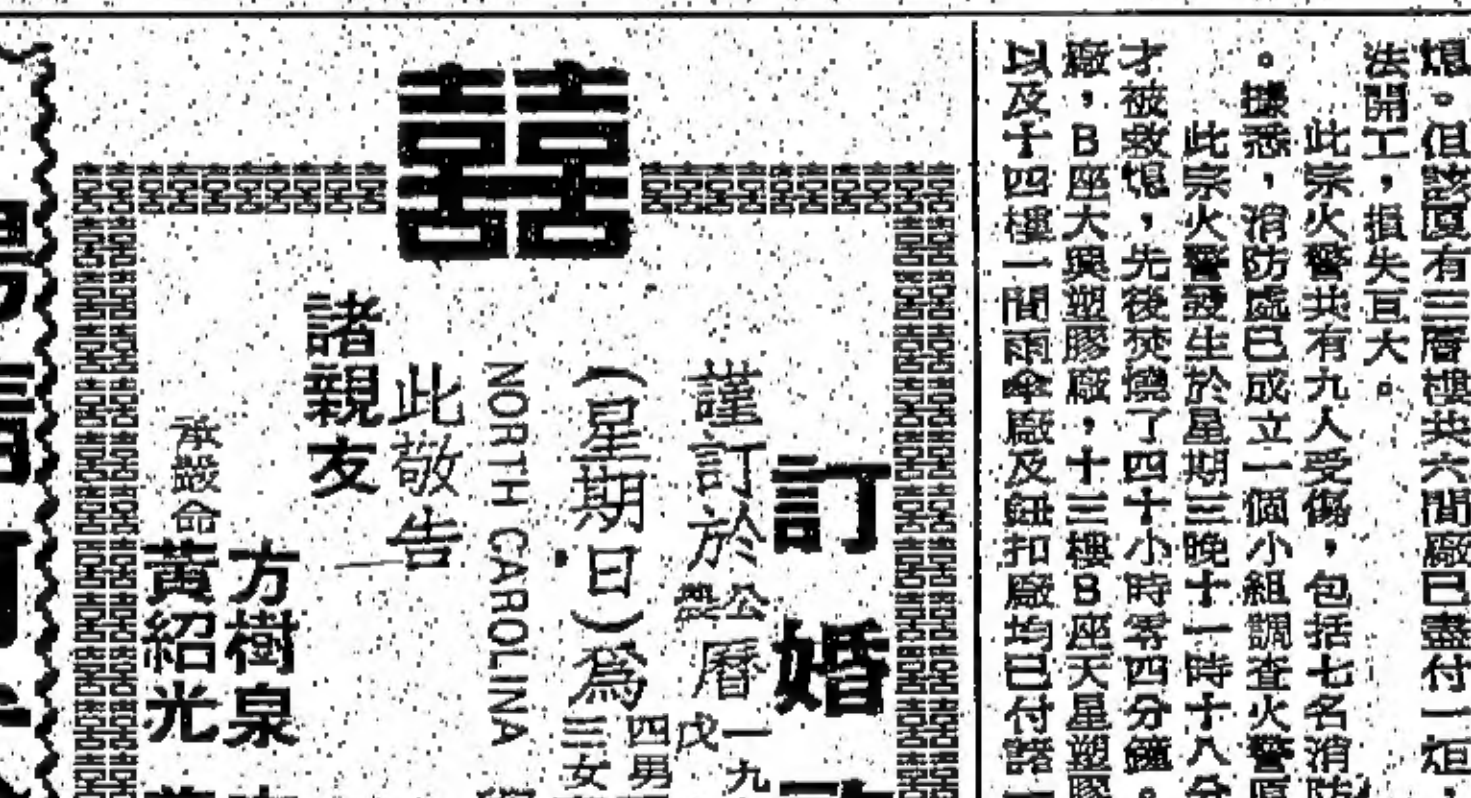 熄。但該厦有三層樓共六間廠已盡付一炬,
法開工,損失亘大。
此宗火警共有九人受傷,包括七名消防
。據悉,消防處已成立一個小組調查火警原
此宗火警發生於星期三晚十一時十八分
才被救熄,先後焚燒了四十小時零四分鐘。
廠,B座大興塑膠廠,十三樓B座天星塑膠
以及十四樓一間雨傘廠及鈕扣廠均已付諸一
囍
訂婚
謹訂於公曆一九
農 戊
(星期日)爲四男
三女
NORTH CAROLINA
此敬告
諸親友
方樹泉
承嚴命黃紹光